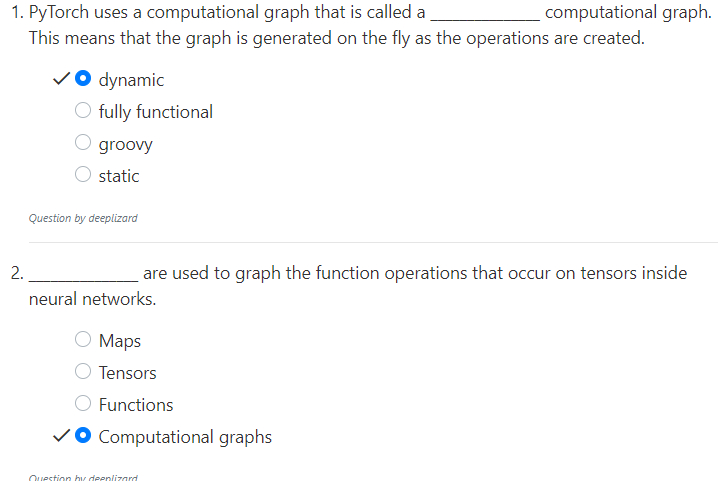 1. PyTorch uses a computational graph that is called a ____________ computational graph.
This means that the graph is generated on the fly as the operations are created.
dynamic
fully functional
groovy
static
Question by deeplizard
2. ____________ are used to graph the function operations that occur on tensors inside
neural networks.
Maps
Tensors
Functions
Computational graphs
Question by deeplizard